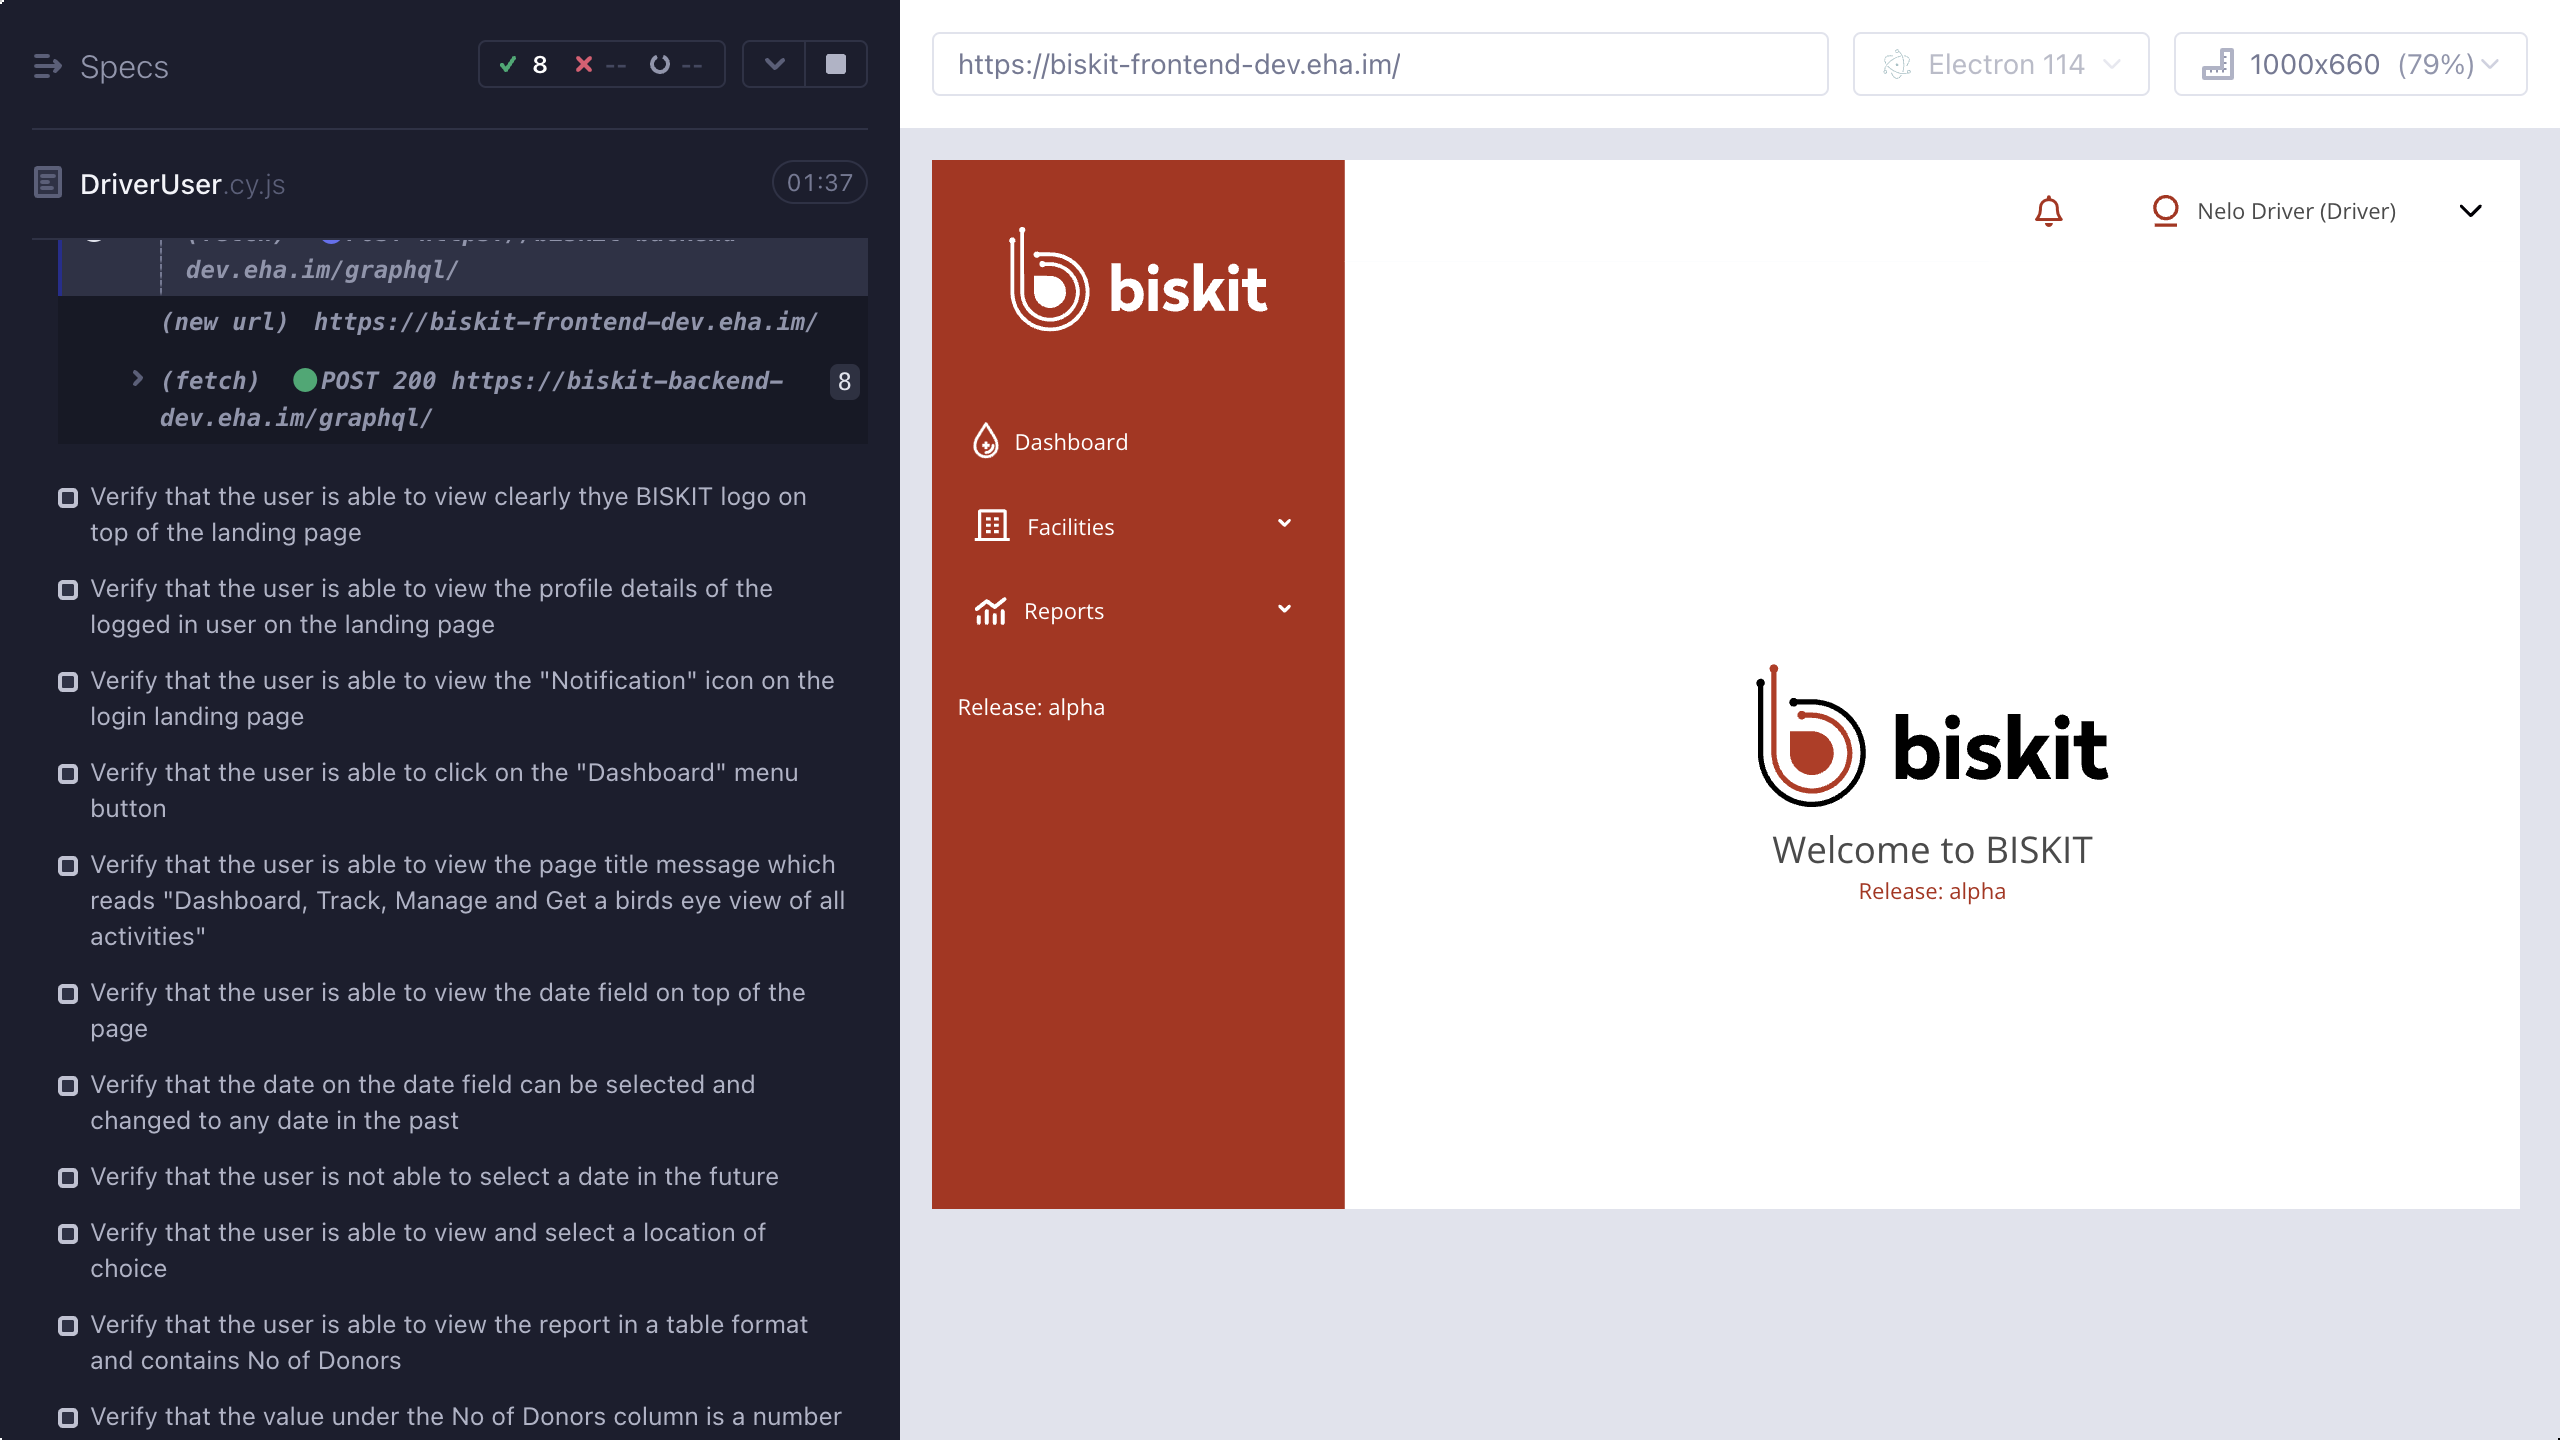 Specs
8
--
--
DriverUser.cy.js
01:37
dev.eha.im/graphql/
(new url) https://biskit-frontend-dev.eha.im/
(fetch) POST 200 https://biskit-backend-
dev.eha.im/graphql/
8
Verify that the user is able to view clearly thye BISKIT logo on
top of the landing page
Verify that the user is able to view the profile details of the
logged in user on the landing page
Verify that the user is able to view the "Notification" icon on the
login landing page
Verify that the user is able to click on the "Dashboard" menu
button
Verify that the user is able to view the page title message which
reads "Dashboard, Track, Manage and Get a birds eye view of all
activities"
Verify that the user is able to view the date field on top of the
page
Verify that the date on the date field can be selected and
changed to any date in the past
Verify that the user is not able to select a date in the future
Verify that the user is able to view and select a location of
choice
Verify that the user is able to view the report in a table format
and contains No of Donors
Verify that the value under the No of Donors column is a number
https://biskit-frontend-dev.eha.im/
Electron 114
1000x660 (79%)
biskit
Dashboard
Facilities
Reports
Release: alpha
Nelo Driver (Driver)
biskit
Welcome to BISKIT
Release: alpha